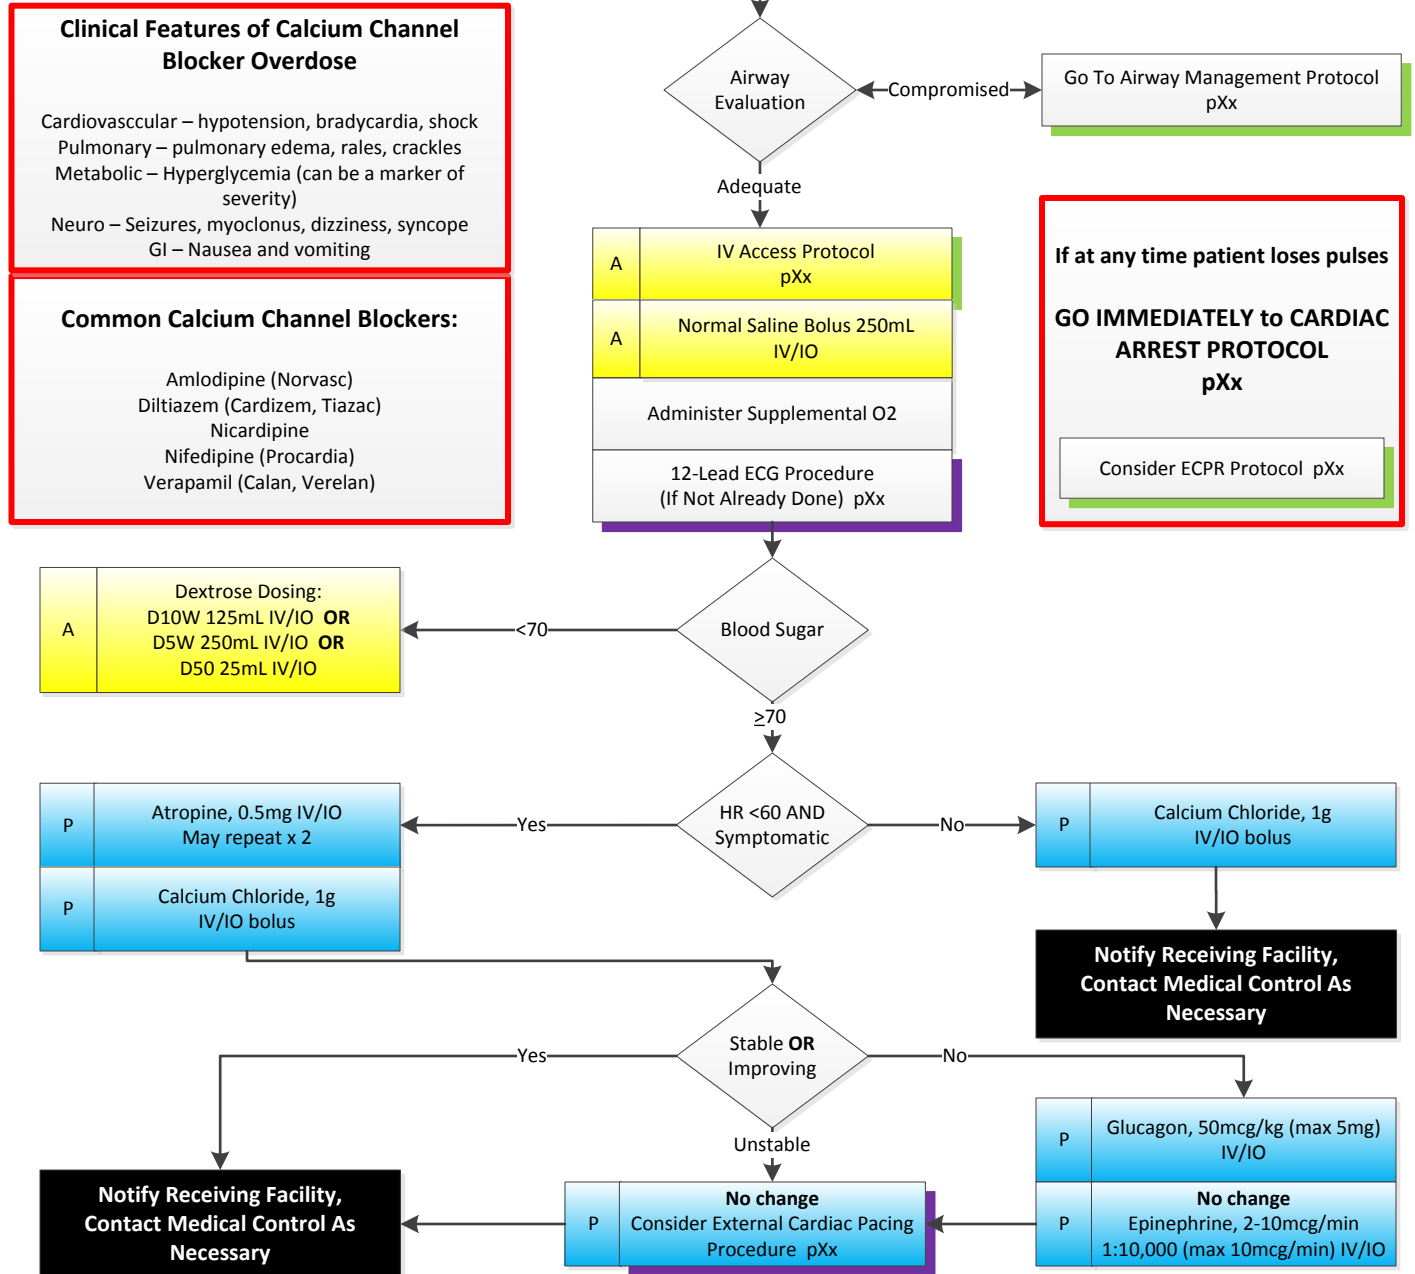 Clinical Features of Calcium Channel
Blocker Overdose
Cardiovasccular – hypotension, bradycardia, shock
Pulmonary – pulmonary edema, rales, crackles
Metabolic – Hyperglycemia (can be a marker of
severity)
Neuro – Seizures, myoclonus, dizziness, syncope
GI – Nausea and vomiting
Common Calcium Channel Blockers:
Amlodipine (Norvasc)
Diltiazem (Cardizem, Tiazac)
Nicardipine
Nifedipine (Procardia)
Verapamil (Calan, Verelan)
Airway
Evaluation
Compromised
Go To Airway Management Protocol
pXx
Adequate
A
IV Access Protocol
pXx
A
Normal Saline Bolus 250mL
IV/IO
Administer Supplemental O2
12-Lead ECG Procedure
(If Not Already Done)  pXx
If at any time patient loses pulses
GO IMMEDIATELY to CARDIAC
ARREST PROTOCOL
pXx
Consider ECPR Protocol  pXx
Blood Sugar
<70
A
Dextrose Dosing:
D10W 125mL IV/IO  OR
D5W 250mL IV/IO  OR
D50 25mL IV/IO
≥70
HR <60 AND
Symptomatic
Yes
P
Atropine, 0.5mg IV/IO
May repeat x 2
P
Calcium Chloride, 1g
IV/IO bolus
No
P
Calcium Chloride, 1g
IV/IO bolus
Notify Receiving Facility,
Contact Medical Control As
Necessary
Stable OR
Improving
Yes
No
Unstable
P
Glucagon, 50mcg/kg (max 5mg)
IV/IO
P
No change
Epinephrine, 2-10mcg/min
1:10,000 (max 10mcg/min) IV/IO
P
No change
Consider External Cardiac Pacing
Procedure  pXx
Notify Receiving Facility,
Contact Medical Control As
Necessary